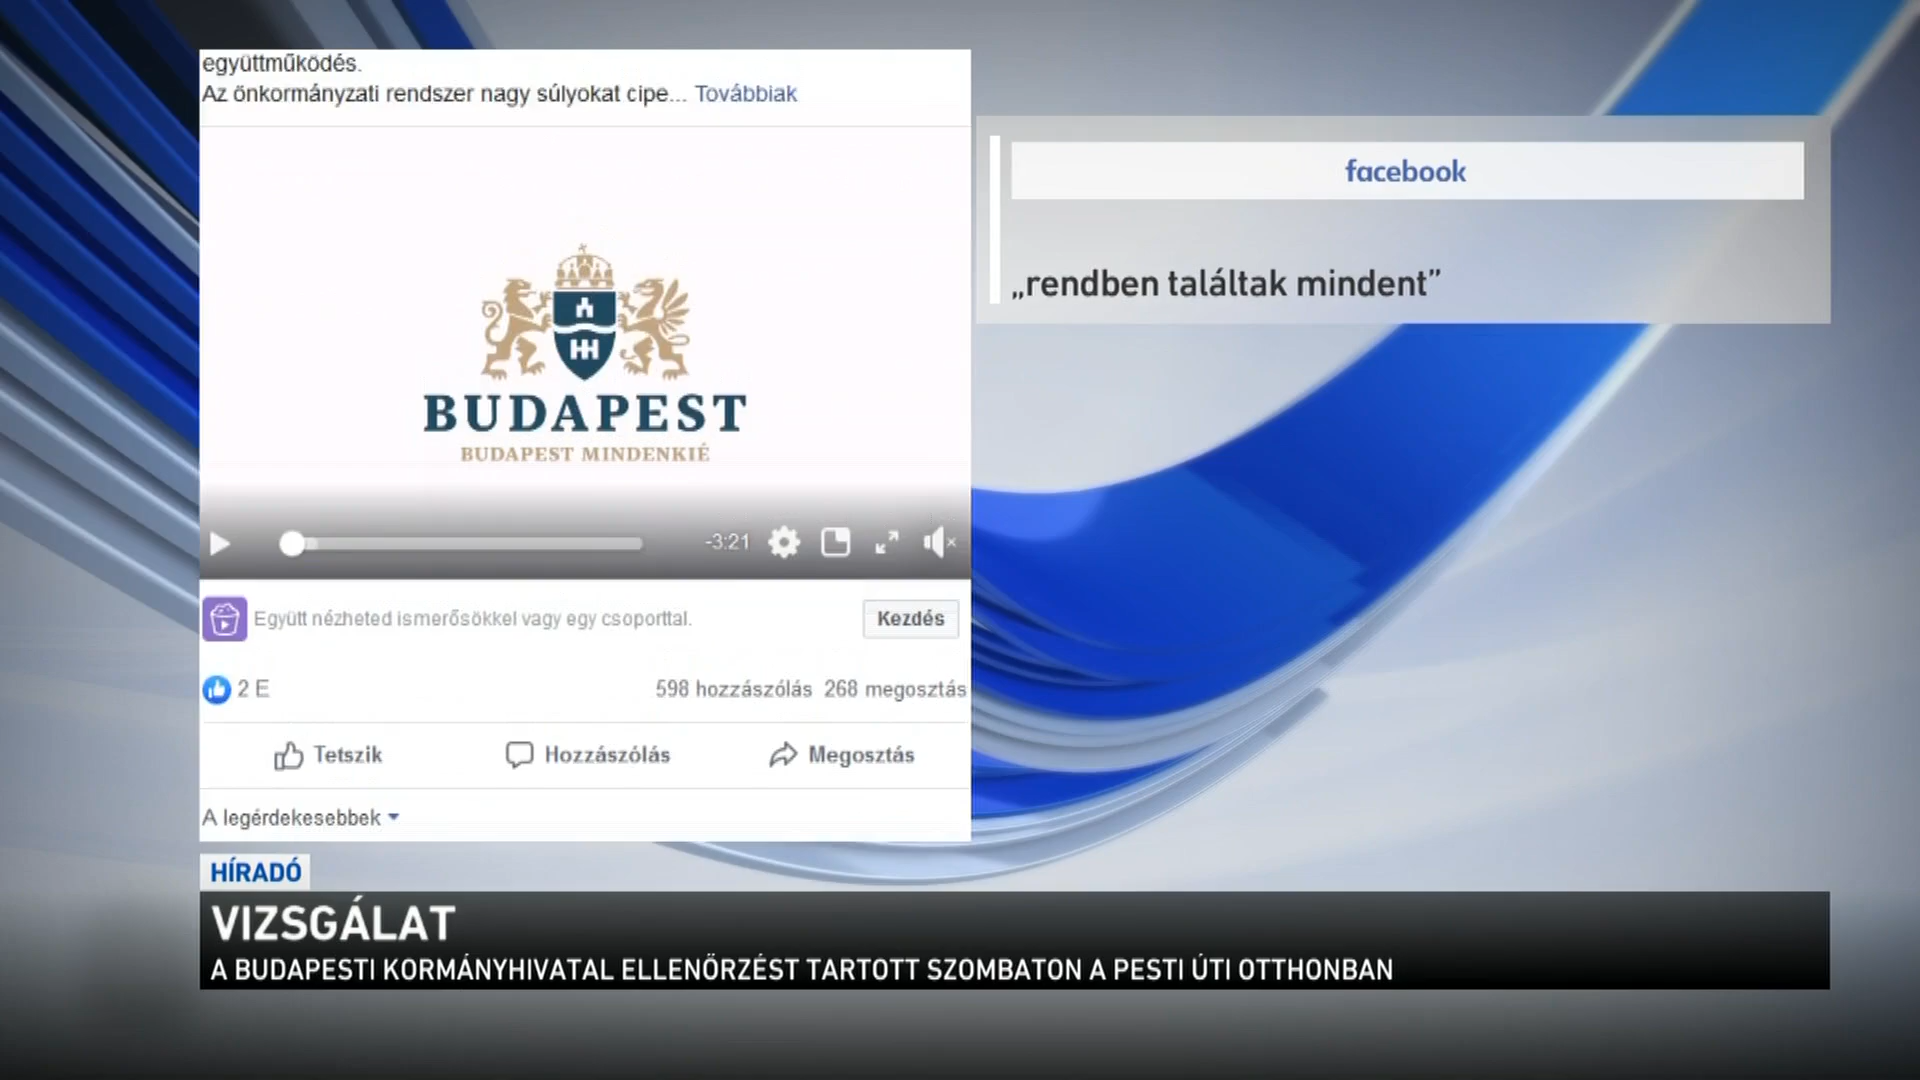 együttműködés.
Az önkormányzati rendszer nagy súlyokat cipe... Továbbiak
facebook
„rendben találtak mindent”
BUDAPEST
BUDAPEST MINDENKIÉ
-3:21
Együtt nézheted ismerősökkel vagy egy csoporttal.
Kezdés
2 E
598 hozzászólás 268 megosztás
Tetszik
Hozzászólás
Megosztás
A legérdekesebbek
HÍRADÓ
VIZSGÁLAT
A BUDAPESTI KORMÁNYHIVATAL ELLENŐRZÉST TARTOTT SZOMBATON A PESTI ÚTI OTTHONBAN